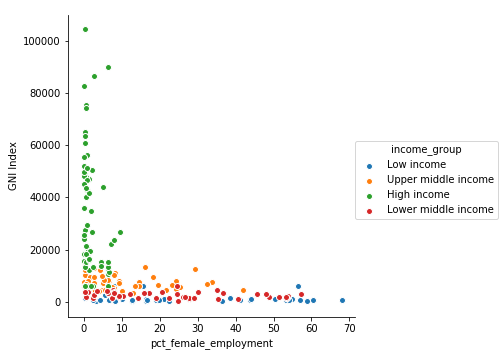 100000
80000
60000
40000
20000
0
GNI Index
0 10 20 30 40 50 60 70
pct_female_employment
income_group
Low income
Upper middle income
High income
Lower middle income